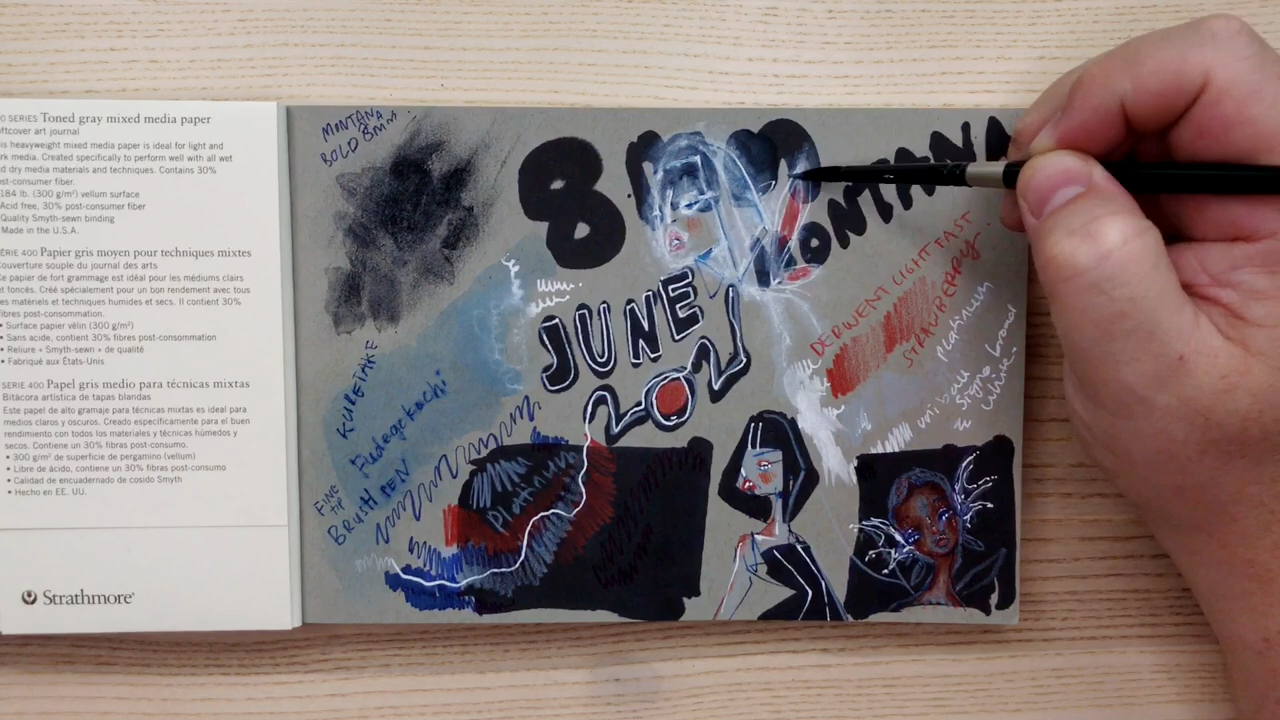 0 SERIES Toned gray mixed media paper
oftcover art journal
is heavyweight mixed media paper is ideal for light and
rk media. Created specifically to perform well with all wet
d dry media materials and techniques. Contains 30%
ost-consumer fiber.
184 lb. (300 g/m²) vellum surface
Acid free, 30% post-consumer fiber
Quality Smyth-sewn binding
Made in the U.S.A.
ÉRIE 400 Papier gris moyen pour techniques mixtes
Couverture souple du journal des arts
Ce papier de fort grammage est idéal pour les médiums clairs
et foncés. Créé spécialement pour un bon rendement avec tous
les matériels et techniques humides et secs. Il contient 30%
fibres post-consommation.
• Surface papier vélin (300 g/m²)
• Sans acide, contient 30% fibres post-consommation
• Reliure « Smyth-sewn » de qualité
• Fabriqué aux États-Unis
SERIE 400 Papel gris medio para técnicas mixtas
Bitácora artística de tapas blandas
Este papel de alto gramaje para técnicas mixtas es ideal para
medios claros y oscuros. Creado específicamente para el buen
rendimiento con todos los materiales y técnicas húmedos y
secos. Contiene un 30% fibras post-consumo.
• 300 g/m² de superficie de pergamino (vellum)
• Libre de ácido, contiene un 30% fibras post-consumo
• Calidad de encuadernado de cosido Smyth
• Hecho en EE. UU.
Strathmore®
MONTANA
BOLD 8mm
8
MONTANA
JUNE
2021
KURETAKE
Fudegokochi
FINE TIP
BRUSH PEN
Platinum
DERWENT LIGHTFAST
STRAWBERRY
platinum
uni ball
signo broad
white